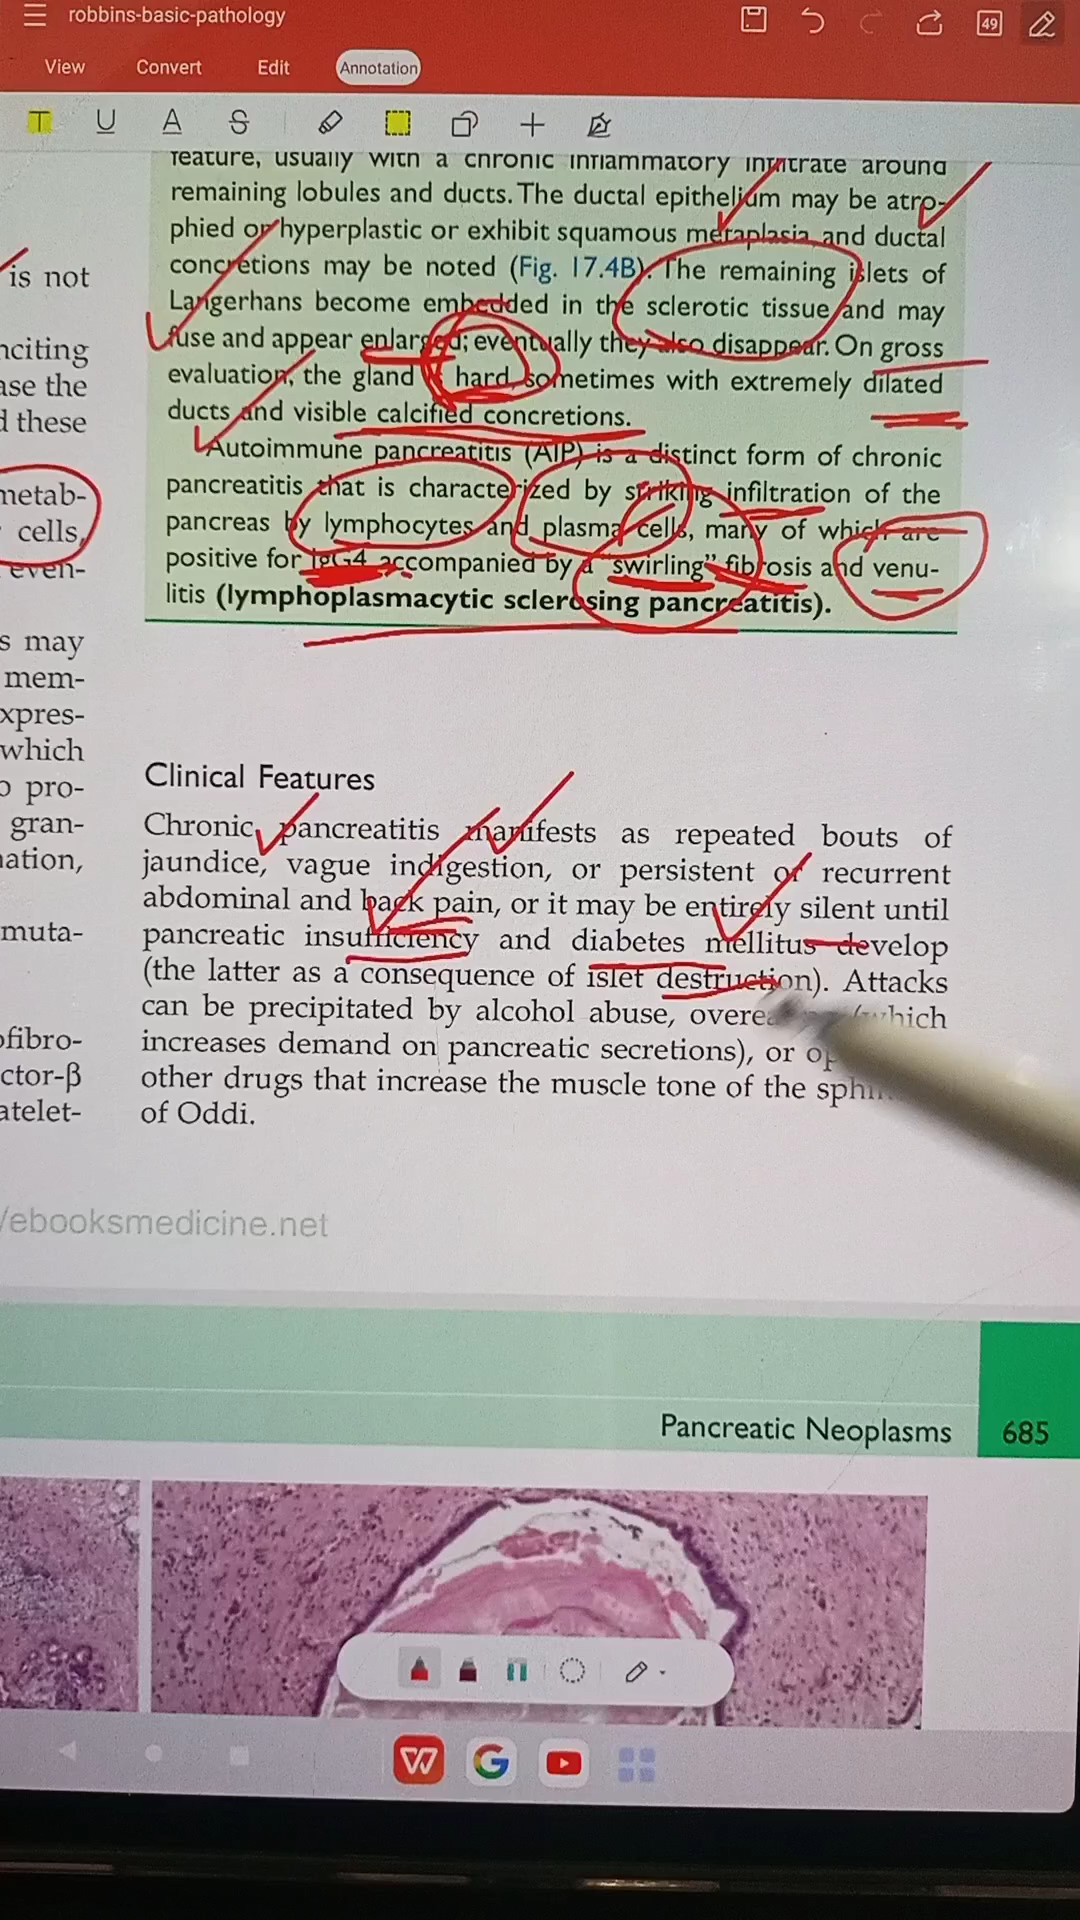 robbins-basic-pathology
49
View Convert Edit Annotation
T U A S
feature, usually with a chronic inflammatory infiltrate around
remaining lobules and ducts. The ductal epithelium may be atro-
phied or hyperplastic or exhibit squamous metaplasia, and ductal
concretions may be noted (Fig. 17.4B). The remaining islets of
Langerhans become embedded in the sclerotic tissue and may
fuse and appear enlarged; eventually they also disappear. On gross
evaluation, the gland is hard, sometimes with extremely dilated
ducts and visible calcified concretions.
Autoimmune pancreatitis (AIP) is a distinct form of chronic
pancreatitis that is characterized by striking infiltration of the
pancreas by lymphocytes and plasma cells, many of which are
positive for IgG4 accompanied by a "swirling" fibrosis and venu-
litis (lymphoplasmacytic sclerosing pancreatitis).
is not
nciting
ase the
d these
metab-
cells,
even-
s may
mem-
xpres-
which
o pro-
gran-
nation,
muta-
ofibro-
ctor-β
atelet-
Clinical Features
Chronic pancreatitis manifests as repeated bouts of
jaundice, vague indigestion, or persistent or recurrent
abdominal and back pain, or it may be entirely silent until
pancreatic insufficiency and diabetes mellitus develop
(the latter as a consequence of islet destruction). Attacks
can be precipitated by alcohol abuse, (which
increases demand on pancreatic secretions), or
other drugs that increase the muscle tone of the
of Oddi.
/ebooksmedicine.net
Pancreatic Neoplasms 685